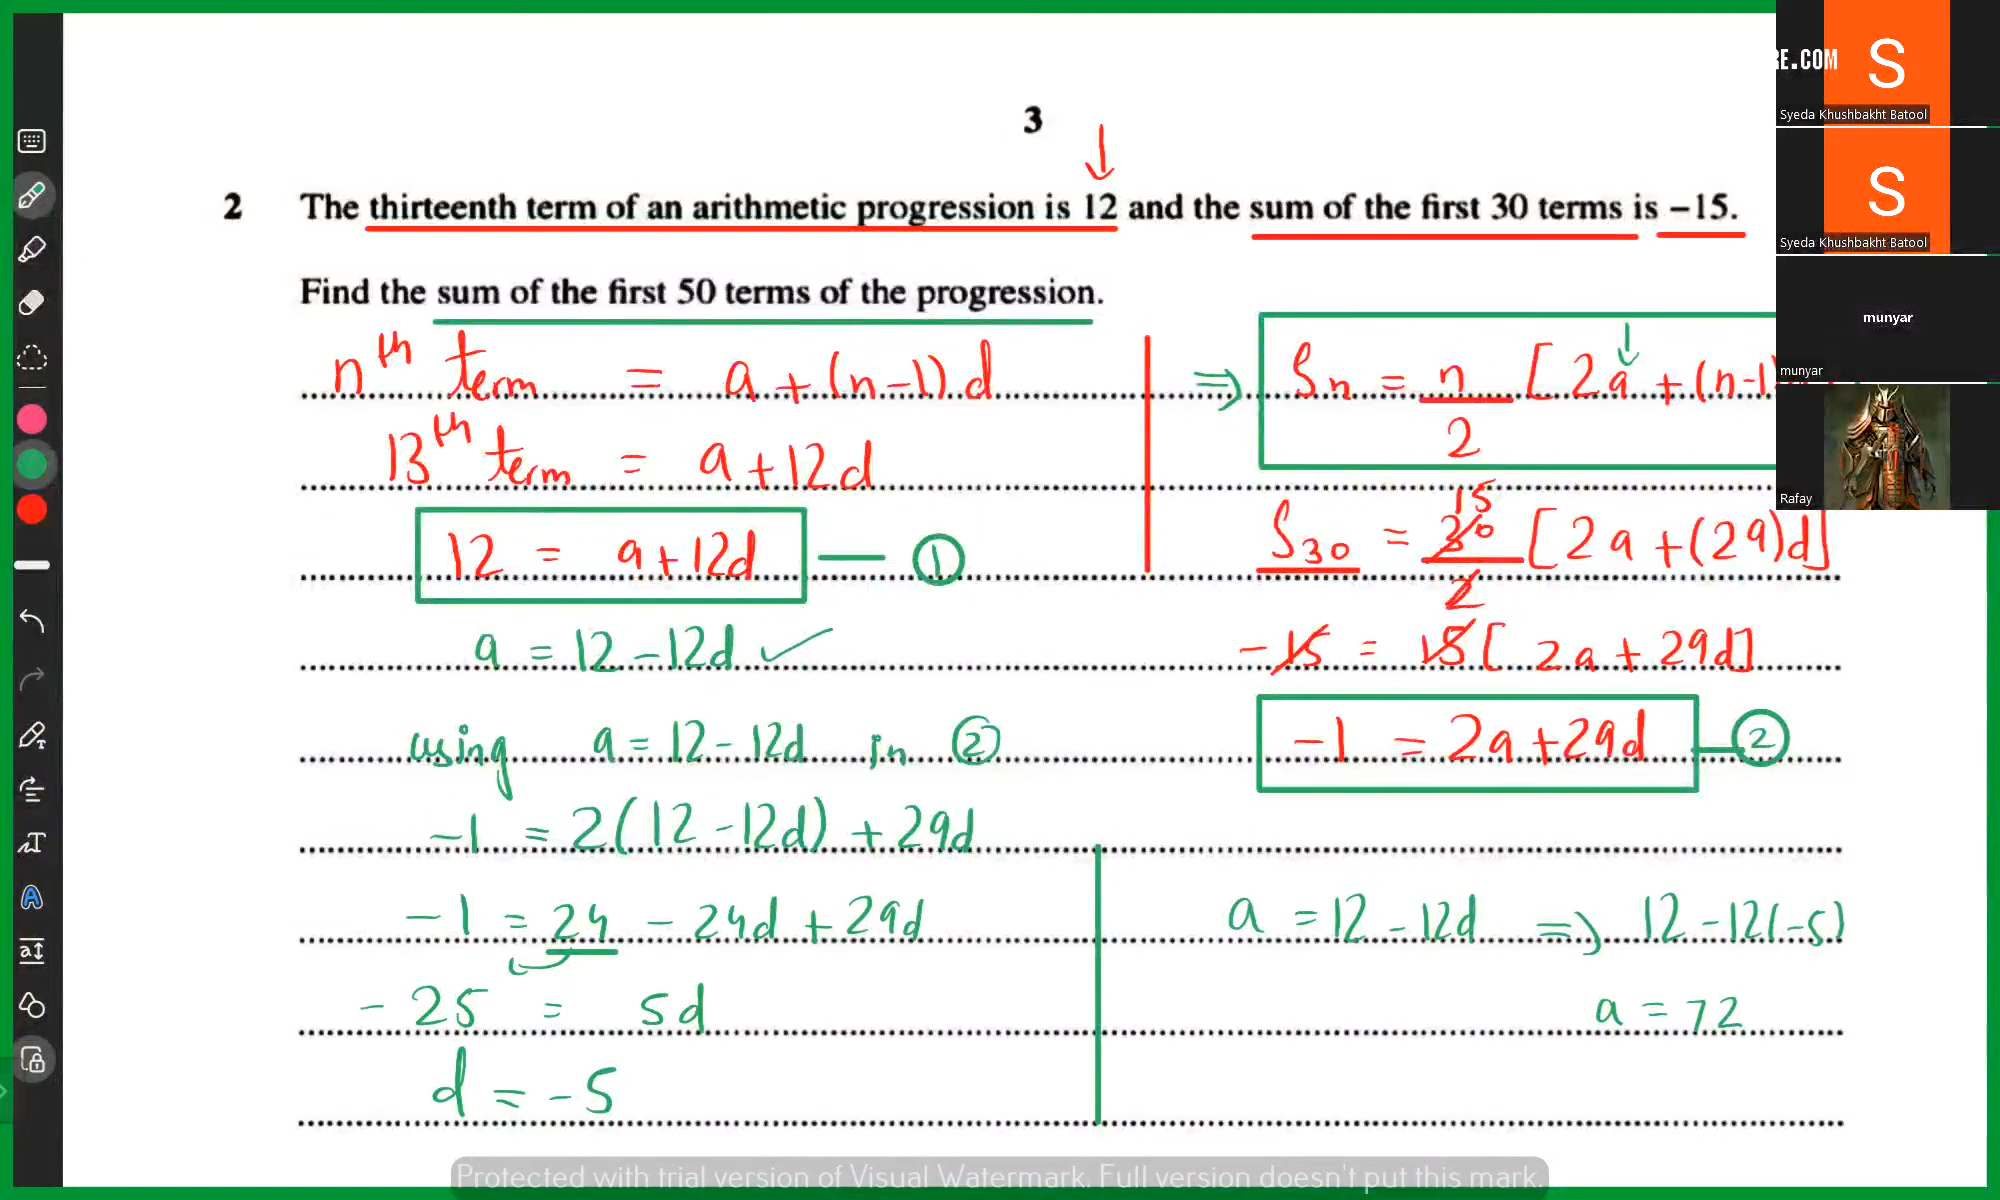 RE.COM
S
Syeda Khushbakht Batool
S
Syeda Khushbakht Batool
munyar
munyar
Rafay
3
2 The thirteenth term of an arithmetic progression is 12 and the sum of the first 30 terms is −15.
Find the sum of the first 50 terms of the progression.
nth term = a + (n-1) d
13th term = a + 12d
12 = a + 12d — ①
a = 12 - 12d ✓
using a = 12 - 12d in ②
-1 = 2(12 - 12d) + 29d
-1 = 24 - 24d + 29d
-25 = 5d
d = -5
⇒ Sn = n/2 [2a + (n-1)
S30 = 30/2 15 [2a + (29)d]
-15 = 15[2a + 29d]
-1 = 2a + 29d — ②
a = 12 - 12d ⇒ 12 - 12(-5)
a = 72
Protected with trial version of Visual Watermark. Full version doesn't put this mark.